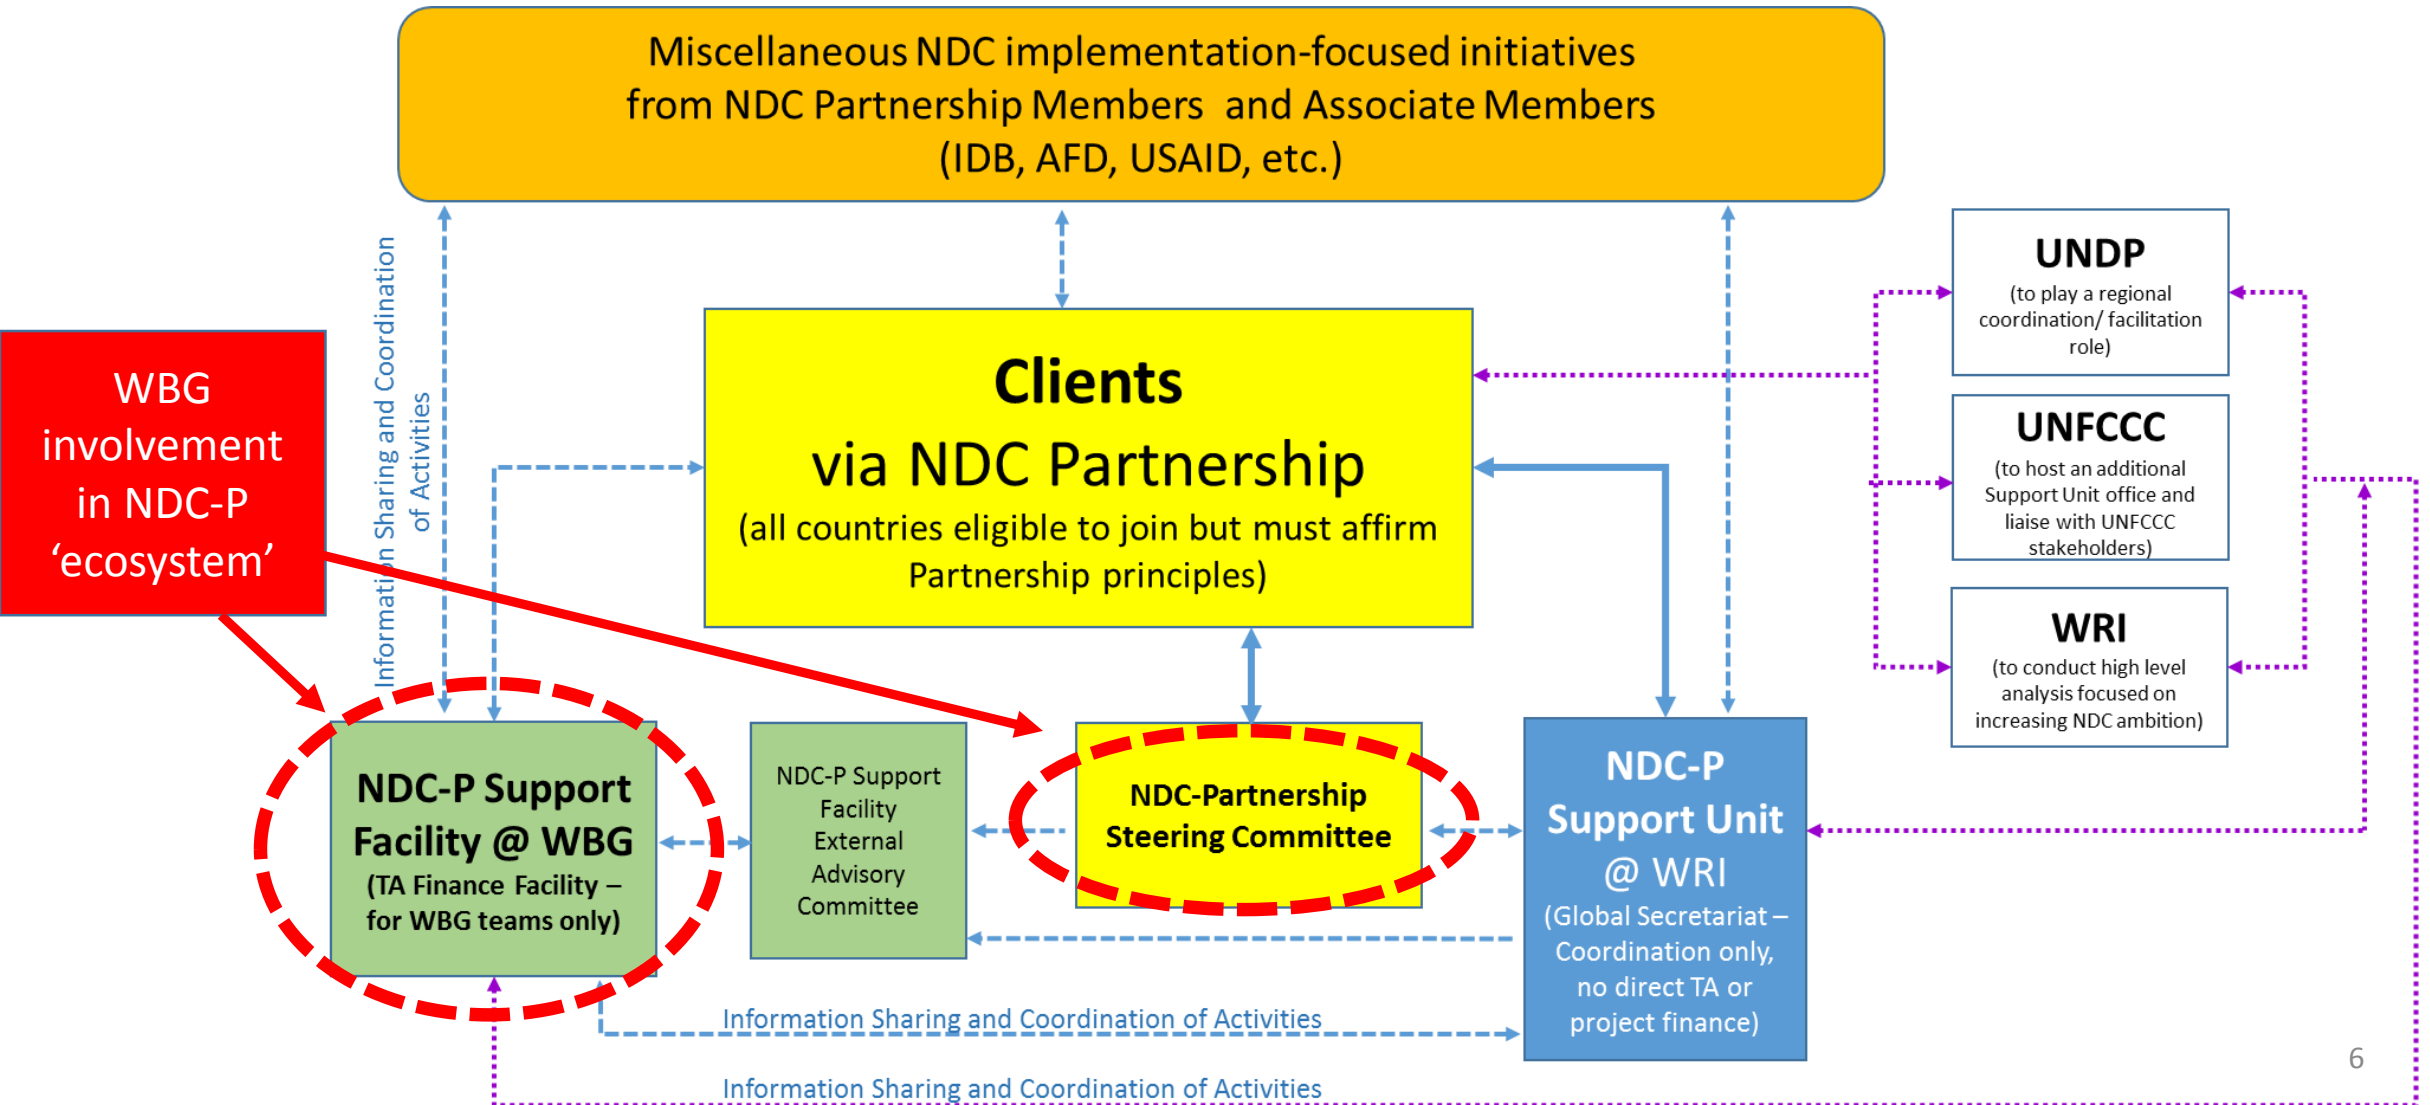 Miscellaneous NDC implementation-focused initiatives
from NDC Partnership Members and Associate Members
(IDB, AFD, USAID, etc.)
WBG
involvement
in NDC-P
‘ecosystem’
Information Sharing and Coordination
of Activities
Clients
via NDC Partnership
(all countries eligible to join but must affirm
Partnership principles)
UNDP
(to play a regional
coordination/ facilitation
role)
UNFCCC
(to host an additional
Support Unit office and
liaise with UNFCCC
stakeholders)
WRI
(to conduct high level
analysis focused on
increasing NDC ambition)
NDC-P Support
Facility @ WBG
(TA Finance Facility –
for WBG teams only)
NDC-P Support
Facility
External
Advisory
Committee
NDC-Partnership
Steering Committee
NDC-P
Support Unit
@ WRI
(Global Secretariat –
Coordination only,
no direct TA or
project finance)
Information Sharing and Coordination of Activities
Information Sharing and Coordination of Activities
6